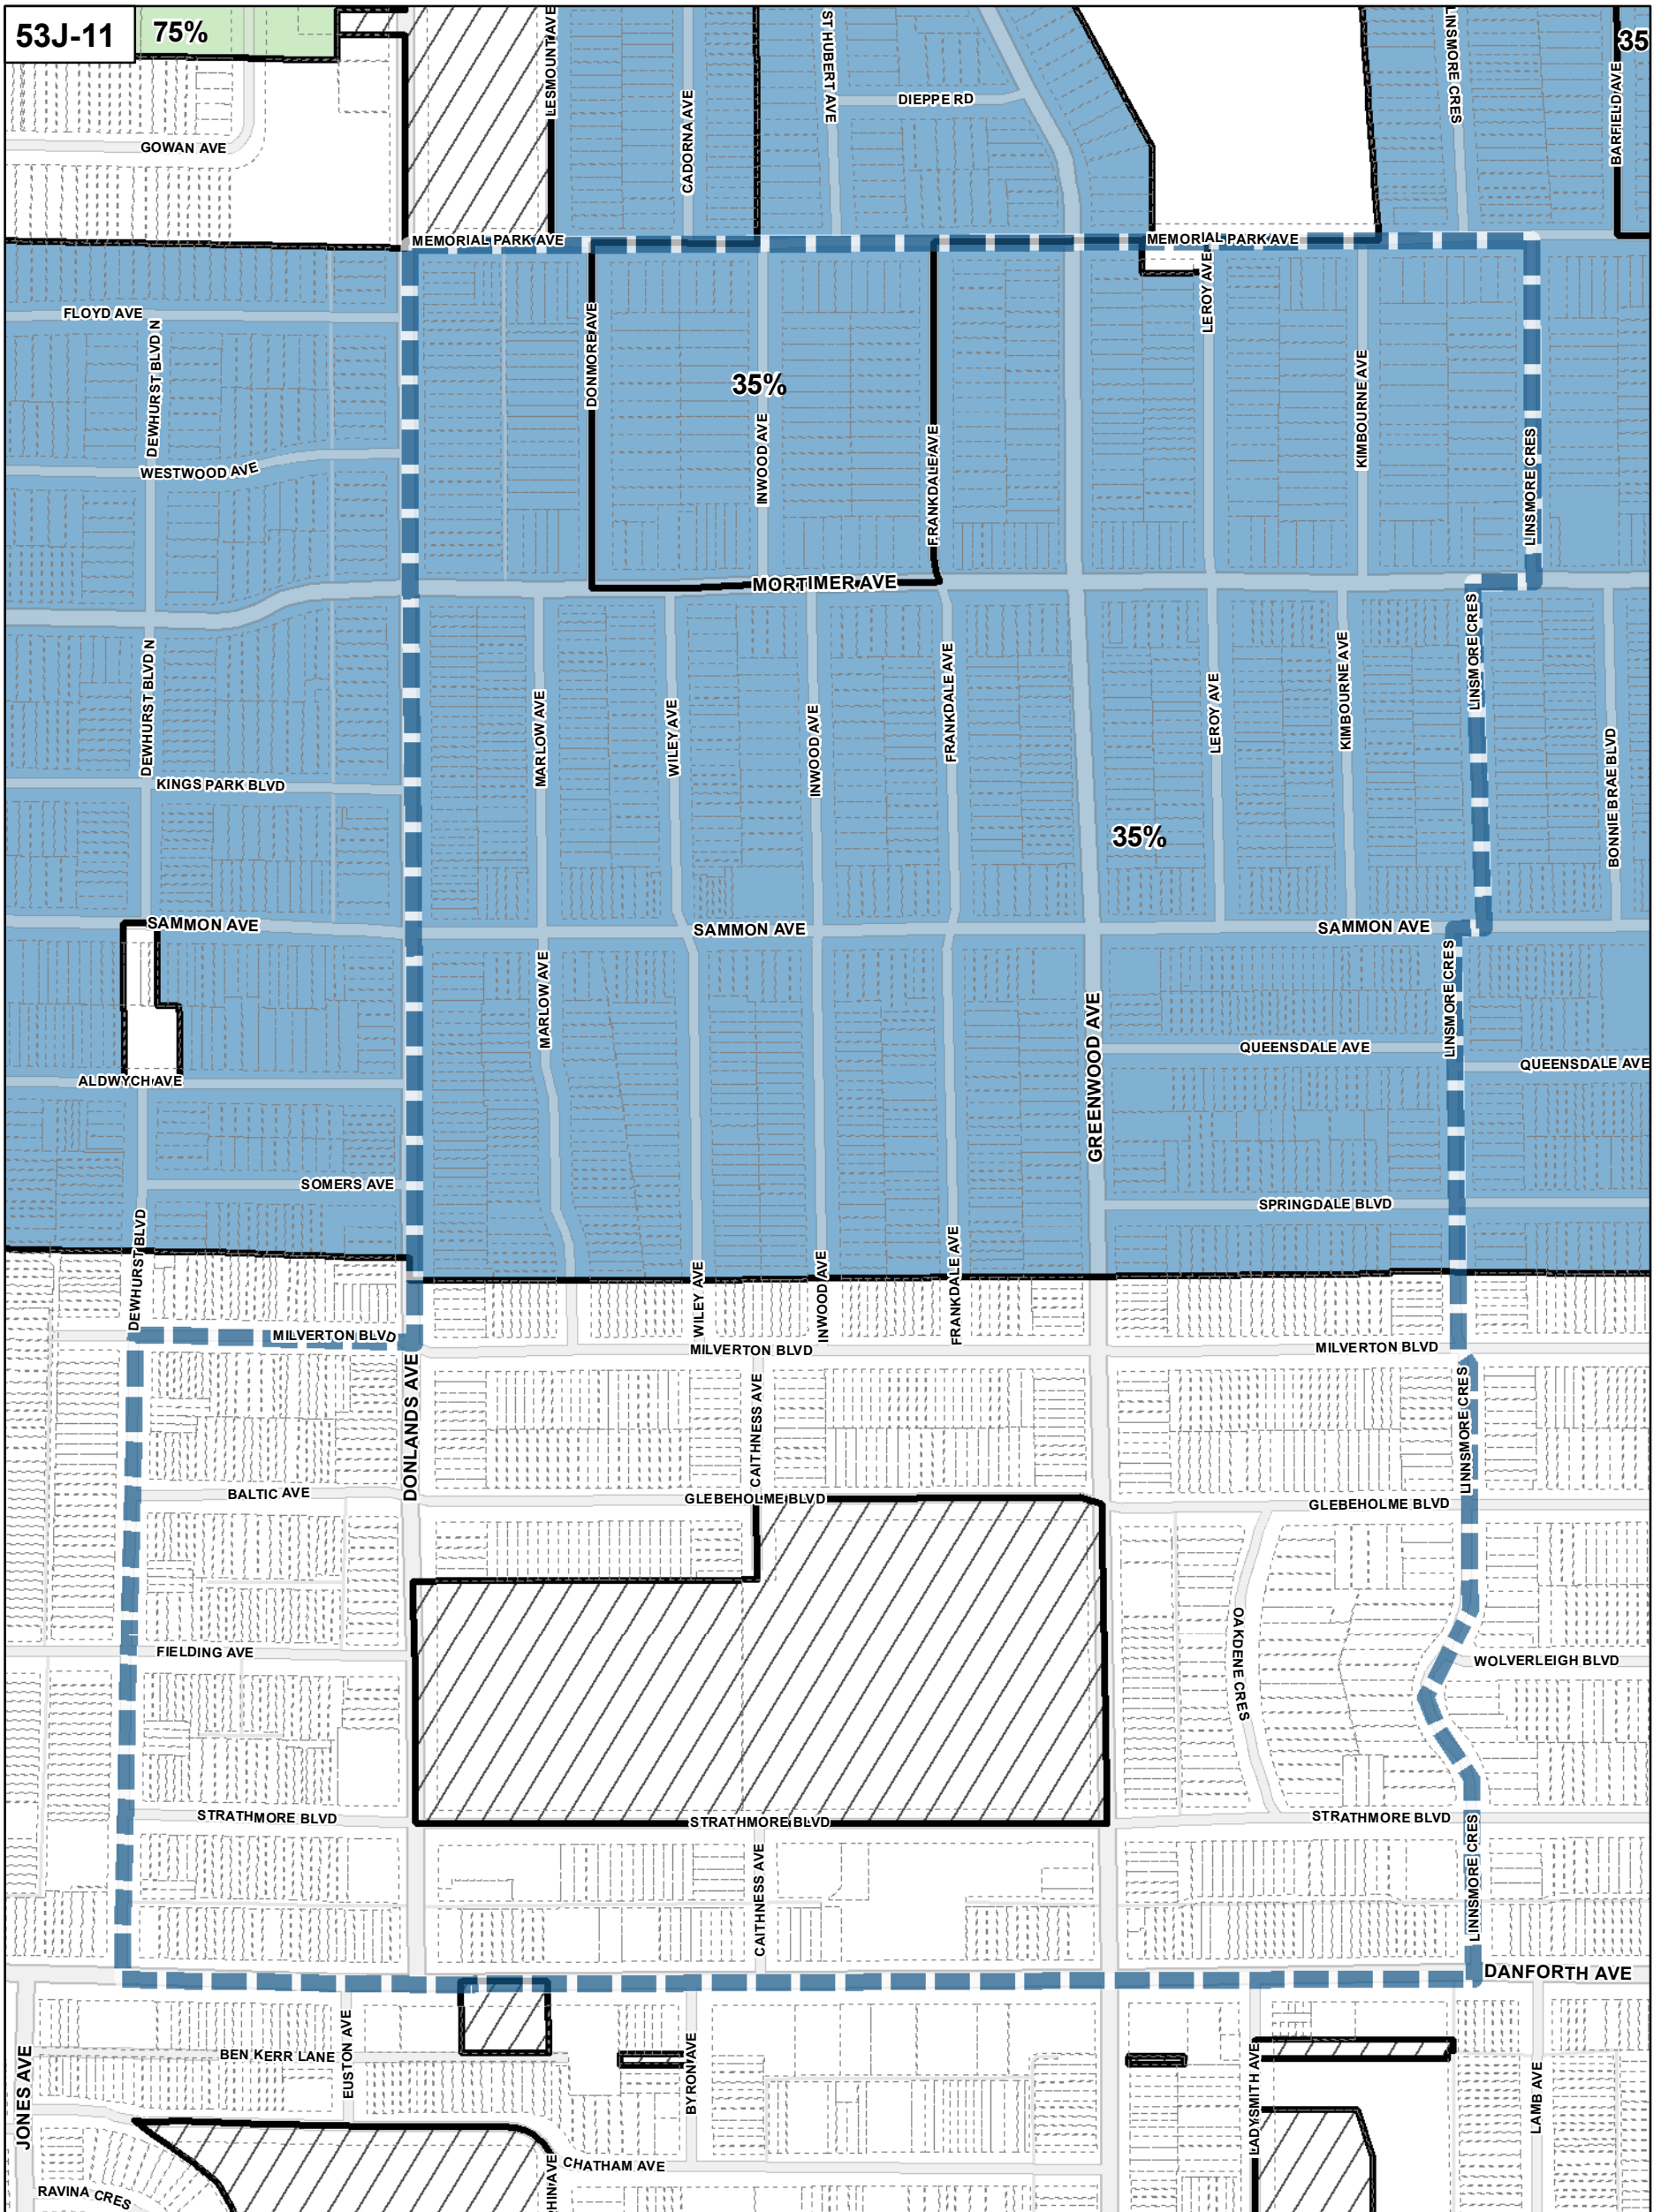 53J-11
75%
35
LESMOUNT AVE
CADORNA AVE
ST HUBERT AVE
DIEPPE RD
LINSMORE CRES
BARFIELD AVE
GOWAN AVE
MEMORIAL PARK AVE
MEMORIAL PARK AVE
FLOYD AVE
DEWHURST BLVD N
DONMORE AVE
LEROY AVE
35%
INWOOD AVE
FRANKDALE AVE
KIMBOURNE AVE
LINSMORE CRES
WESTWOOD AVE
MORTIMER AVE
DEWHURST BLVD N
MARLOW AVE
WILEY AVE
INWOOD AVE
FRANKDALE AVE
LEROY AVE
KIMBOURNE AVE
LINSMORE CRES
BONNIE BRAE BLVD
KINGS PARK BLVD
35%
SAMMON AVE
SAMMON AVE
SAMMON AVE
MARLOW AVE
GREENWOOD AVE
LINSMORE CRES
QUEENSDALE AVE
QUEENSDALE AVE
ALDWYCH AVE
SOMERS AVE
SPRINGDALE BLVD
DEWHURST BLVD
WILEY AVE
INWOOD AVE
FRANKDALE AVE
MILVERTON BLVD
MILVERTON BLVD
MILVERTON BLVD
DONLANDS AVE
CAITHNESS AVE
LINNSMORE CRES
BALTIC AVE
GLEBEHOLME BLVD
GLEBEHOLME BLVD
OAKDENE CRES
FIELDING AVE
WOLVERLEIGH BLVD
STRATHMORE BLVD
STRATHMORE BLVD
STRATHMORE BLVD
CAITHNESS AVE
LINNSMORE CRES
DANFORTH AVE
JONES AVE
BEN KERR LANE
EUSTON AVE
BYRON AVE
LADYSMITH AVE
LAMB AVE
CHATHAM AVE
HIN AVE
RAVINA CRES